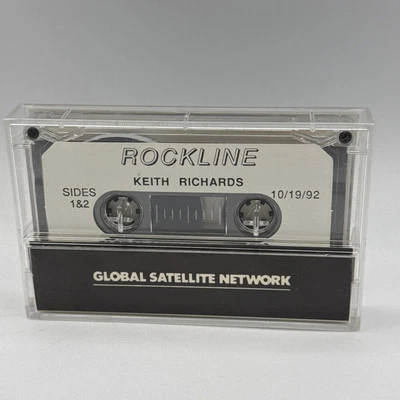 ROCKLINE
KEITH RICHARDS
SIDES 1&2
10/19/92
GLOBAL SATELLITE NETWORK